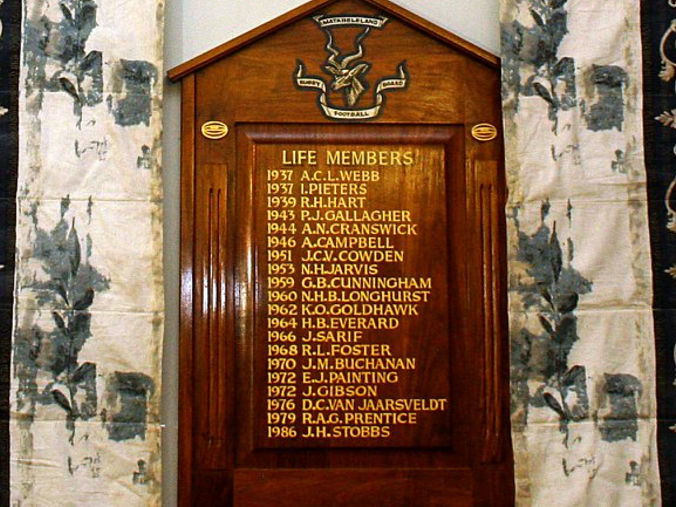 MATABELELAND
RUGBY BOARD
FOOTBALL
LIFE MEMBERS
1937 A.C.L.WEBB
1937 I.PIETERS
1939 R.H.HART
1943 P.J.GALLAGHER
1944 A.N.CRANSWICK
1946 A.CAMPBELL
1951 J.C.V.COWDEN
1953 N.H.JARVIS
1959 G.B.CUNNINGHAM
1960 N.H.B.LONGHURST
1962 K.O.GOLDHAWK
1964 H.B.EVERARD
1966 J.SARIF
1968 R.L.FOSTER
1970 J.M.BUCHANAN
1972 E.J.PAINTING
1972 J.GIBSON
1976 D.C.VAN JAARSVELDT
1979 R.A.G.PRENTICE
1986 J.H.STOBBS